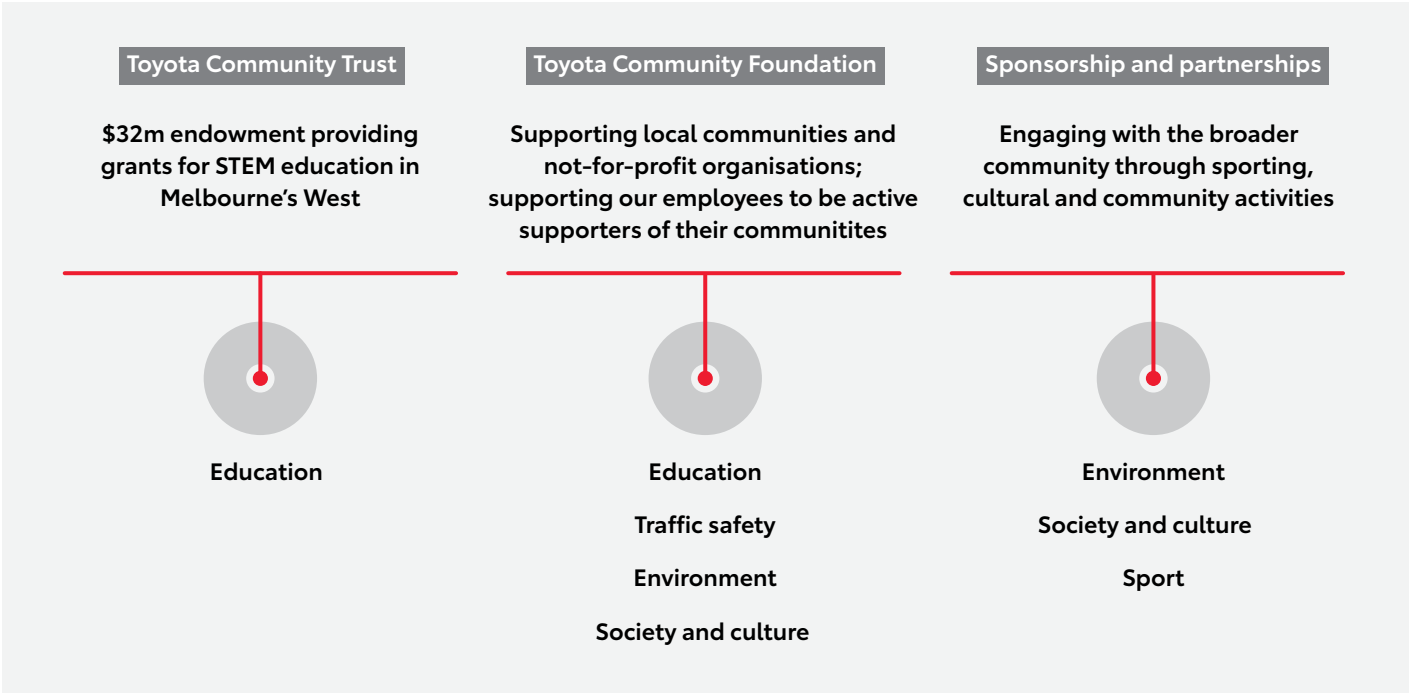 Toyota Community Trust
$32m endowment providing
grants for STEM education in
Melbourne’s West
Education
Toyota Community Foundation
Supporting local communities and
not-for-profit organisations;
supporting our employees to be active
supporters of their communitites
Education
Traffic safety
Environment
Society and culture
Sponsorship and partnerships
Engaging with the broader
community through sporting,
cultural and community activities
Environment
Society and culture
Sport